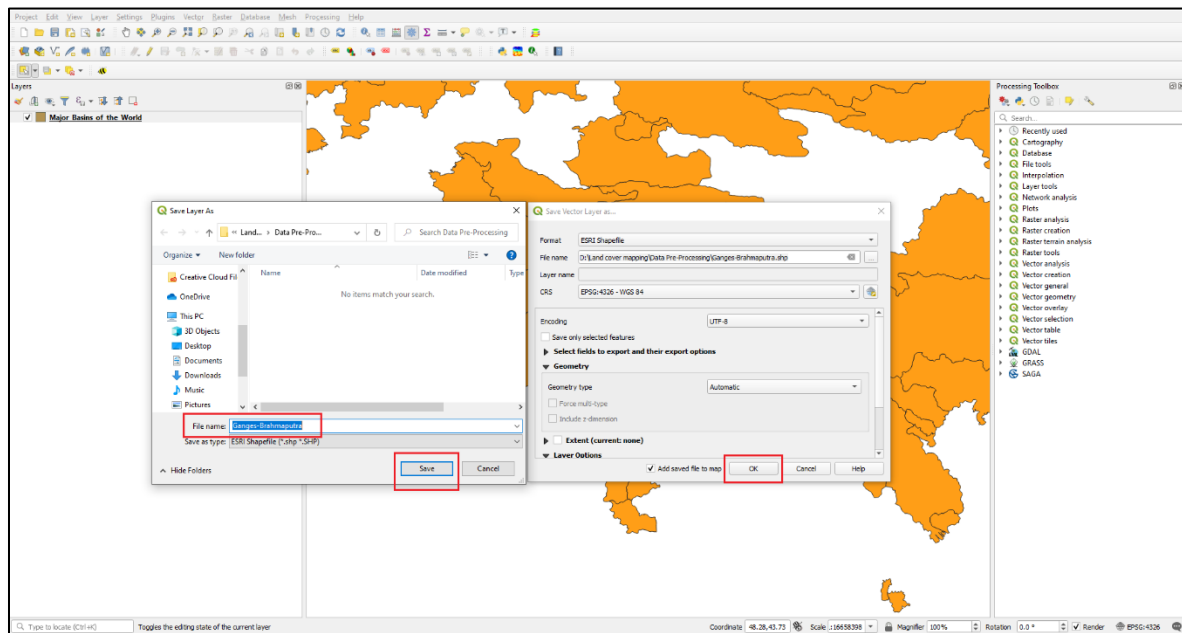 Project Edit View Layer Settings Plugins Vector Raster Database Mesh Processing Help
Layers
Major Basins of the World
Save Layer As
« Land... › Data Pre-Pro...
Search Data Pre-Processing
Organize
New folder
Creative Cloud Fil
OneDrive
This PC
3D Objects
Desktop
Documents
Downloads
Music
Pictures
Name
Date modified
Type
No items match your search.
File name: Ganges-Brahmaputra
Save as type: ESRI Shapefile (*.shp *.SHP)
Hide Folders
Save
Cancel
Save Vector Layer as...
Format ESRI Shapefile
File name D:\Land cover mapping\Data Pre-Processing\Ganges-Brahmaputra.shp
Layer name
CRS EPSG:4326 - WGS 84
Encoding UTF-8
Save only selected features
Select fields to export and their export options
Geometry
Geometry type Automatic
Force multi-type
Include z-dimension
Extent (current: none)
Layer Options
Add saved file to map
OK
Cancel
Help
Processing Toolbox
Search...
Recently used
Cartography
Database
File tools
Interpolation
Layer tools
Network analysis
Plots
Raster analysis
Raster creation
Raster terrain analysis
Raster tools
Vector analysis
Vector creation
Vector general
Vector geometry
Vector overlay
Vector selection
Vector table
Vector tiles
GDAL
GRASS
SAGA
Type to locate (Ctrl+K)
Toggles the editing state of the current layer
Coordinate 48.28,43.73
Scale :16658398
Magnifier 100%
Rotation 0.0 °
Render
EPSG:4326